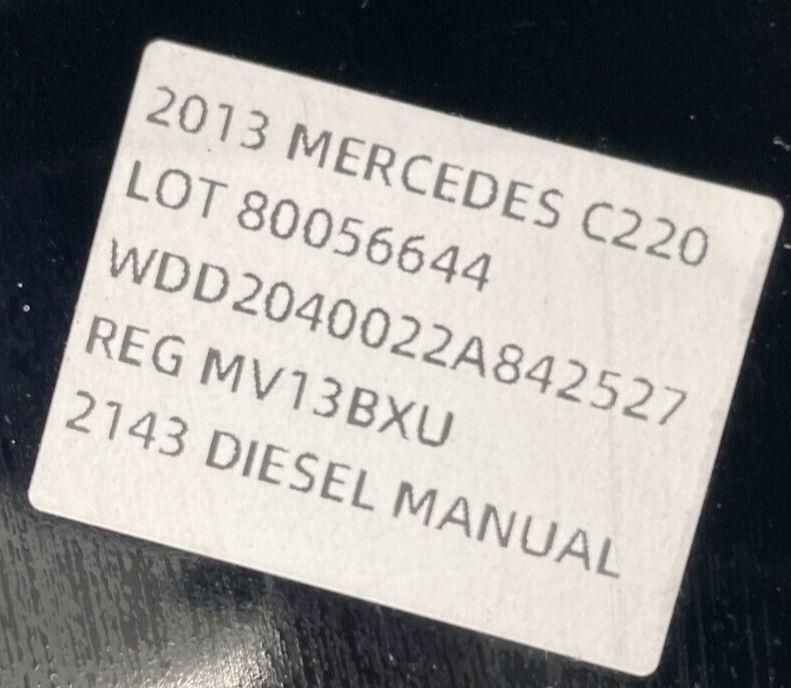 2013 MERCEDES C220
LOT 80056644
WDD2040022A842527
REG MV13BXU
2143 DIESEL MANUAL